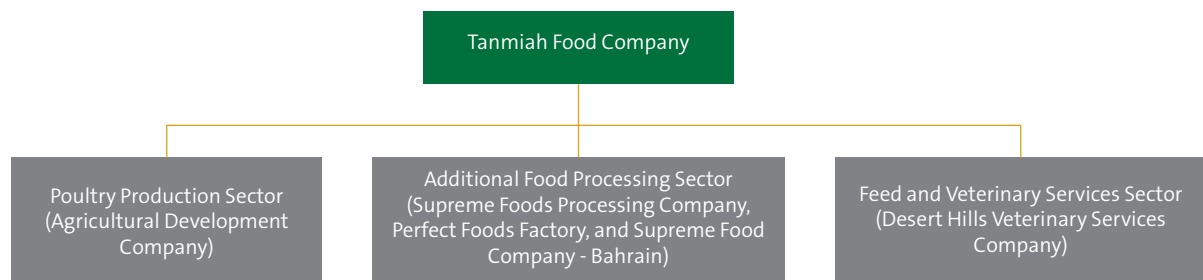 Tanmiah Food Company
Poultry Production Sector
(Agricultural Development
Company)
Additional Food Processing Sector
(Supreme Foods Processing Company,
Perfect Foods Factory, and Supreme Food
Company - Bahrain)
Feed and Veterinary Services Sector
(Desert Hills Veterinary Services
Company)